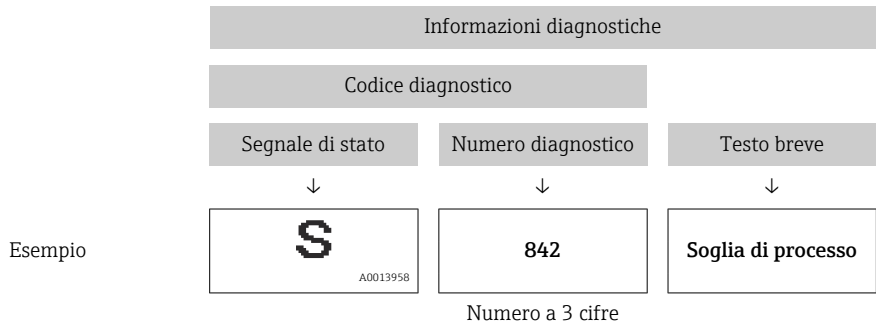 Informazioni diagnostiche
Codice diagnostico
Segnale di stato Numero diagnostico Testo breve
↓ ↓ ↓
Esempio S 842 Soglia di processo
A0013958
Numero a 3 cifre